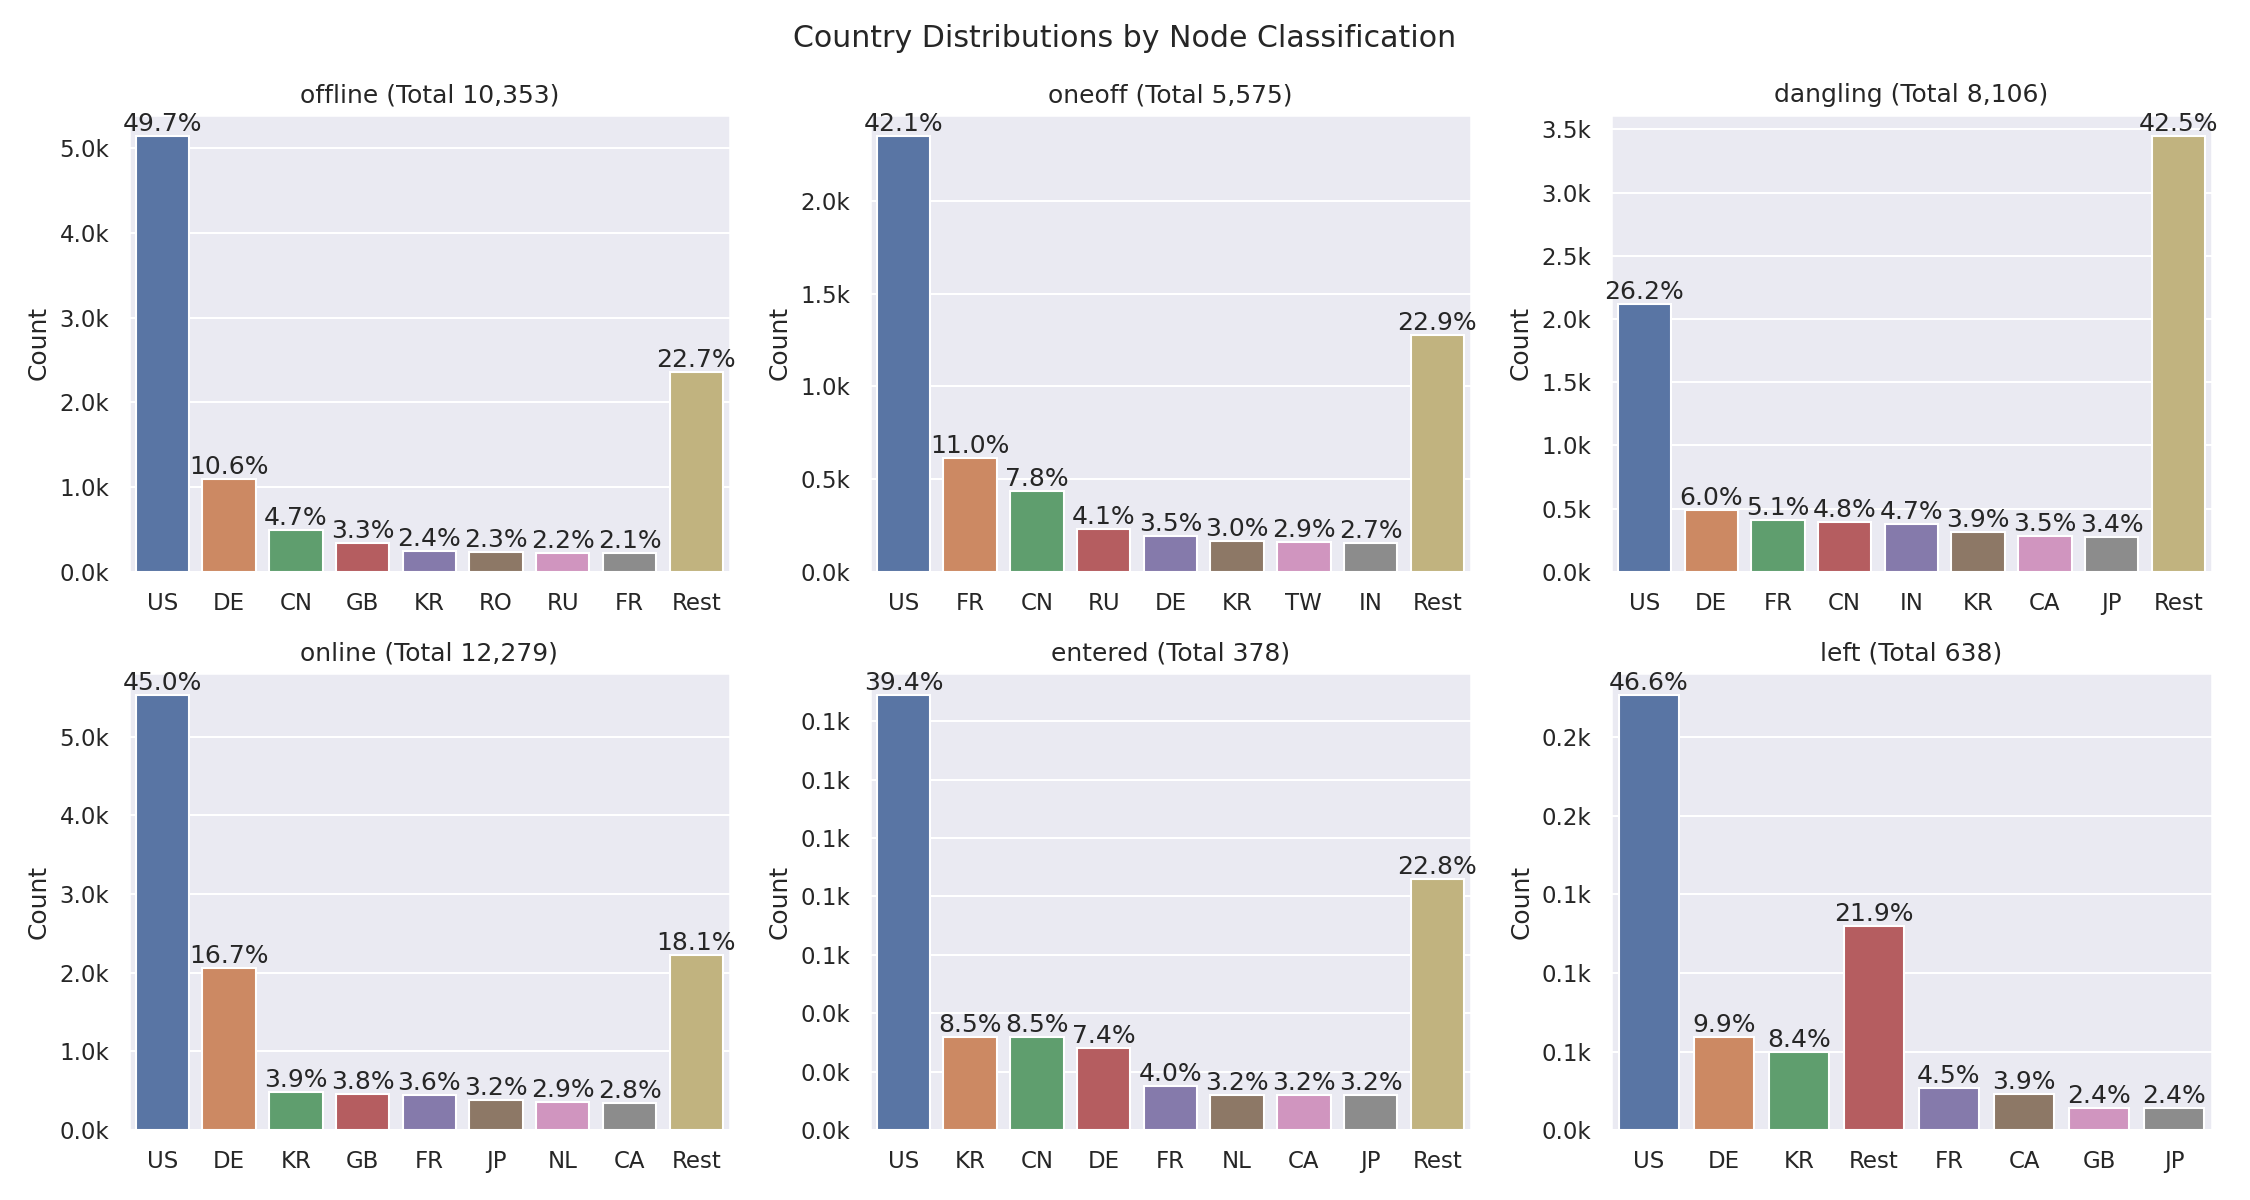 Country Distributions by Node Classification
offline (Total 10,353)
Count
5.0k
4.0k
3.0k
2.0k
1.0k
0.0k
49.7%
10.6%
4.7%
3.3%
2.4%
2.3%
2.2%
2.1%
22.7%
US DE CN GB KR RO RU FR Rest
oneoff (Total 5,575)
Count
2.0k
1.5k
1.0k
0.5k
0.0k
42.1%
11.0%
7.8%
4.1%
3.5%
3.0%
2.9%
2.7%
22.9%
US FR CN RU DE KR TW IN Rest
dangling (Total 8,106)
Count
3.5k
3.0k
2.5k
2.0k
1.5k
1.0k
0.5k
0.0k
26.2%
6.0%
5.1%
4.8%
4.7%
3.9%
3.5%
3.4%
42.5%
US DE FR CN IN KR CA JP Rest
online (Total 12,279)
Count
5.0k
4.0k
3.0k
2.0k
1.0k
0.0k
45.0%
16.7%
3.9%
3.8%
3.6%
3.2%
2.9%
2.8%
18.1%
US DE KR GB FR JP NL CA Rest
entered (Total 378)
Count
0.1k
0.1k
0.1k
0.1k
0.1k
0.0k
0.0k
0.0k
39.4%
8.5%
8.5%
7.4%
4.0%
3.2%
3.2%
3.2%
22.8%
US KR CN DE FR NL CA JP Rest
left (Total 638)
Count
0.2k
0.2k
0.1k
0.1k
0.1k
0.0k
46.6%
9.9%
8.4%
21.9%
4.5%
3.9%
2.4%
2.4%
US DE KR Rest FR CA GB JP